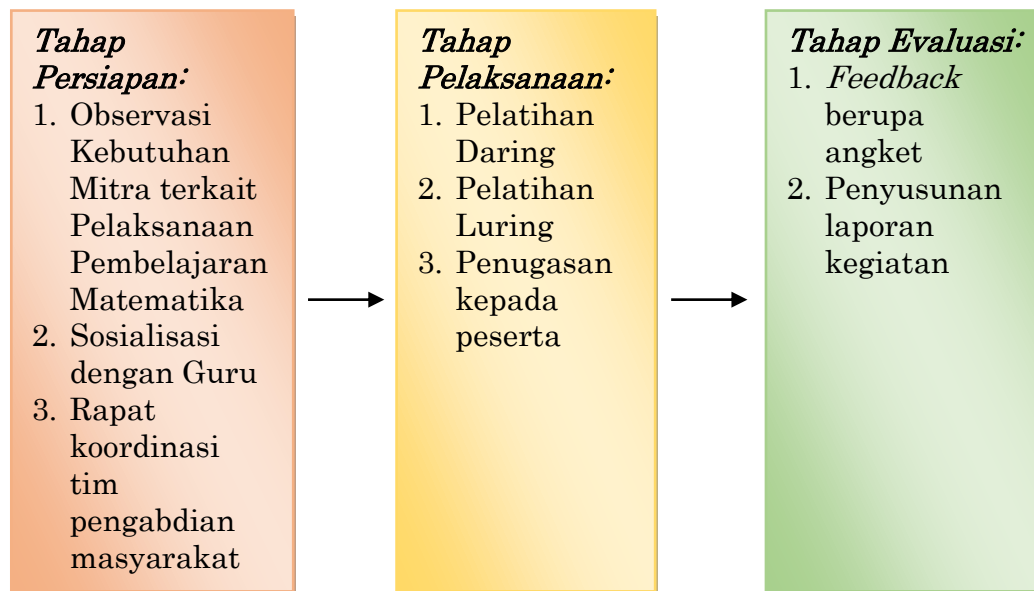 Tahap
Persiapan:
1. Observasi
Kebutuhan
Mitra terkait
Pelaksanaan
Pembelajaran
Matematika
2. Sosialisasi
dengan Guru
3. Rapat
koordinasi
tim
pengabdian
masyarakat
Tahap
Pelaksanaan:
1. Pelatihan
Daring
2. Pelatihan
Luring
3. Penugasan
kepada
peserta
Tahap Evaluasi:
1. Feedback
berupa
angket
2. Penyusunan
laporan
kegiatan